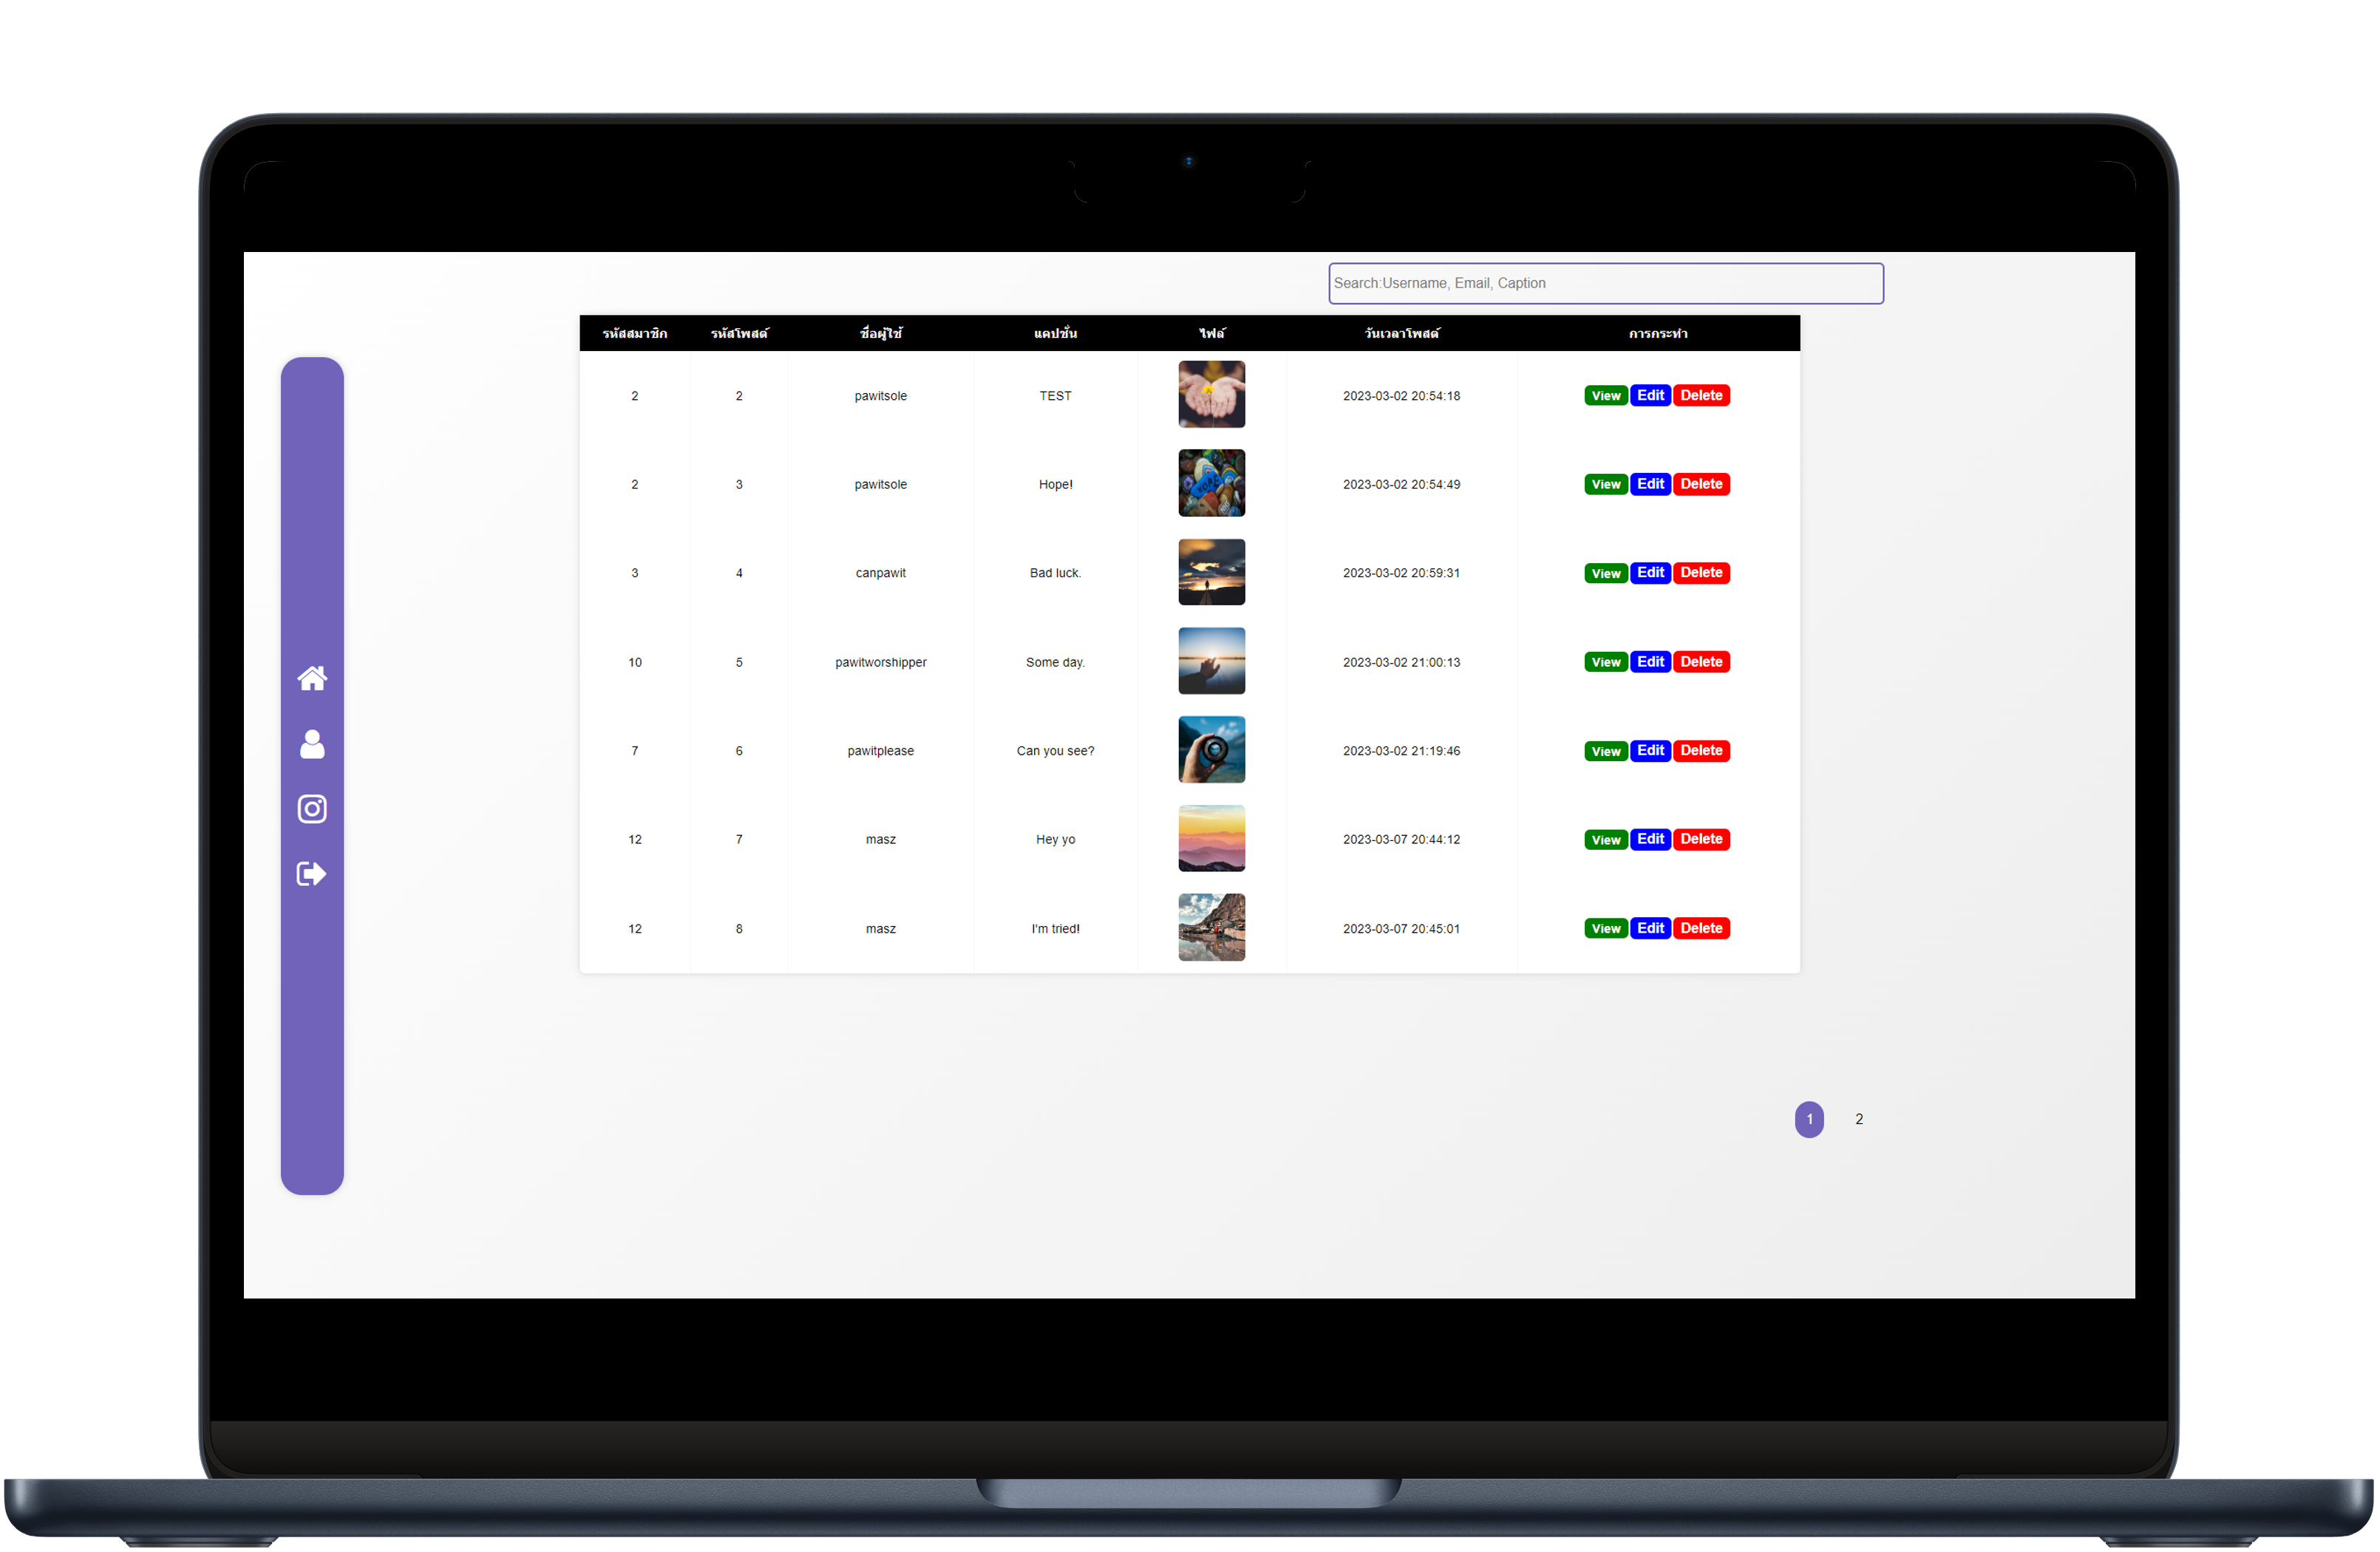 Search:Username, Email, Caption
รหัสสมาชิก รหัสโพสต์ ชื่อผู้ใช้ แคปชั่น ไฟล์ วันเวลาโพสต์ การกระทำ
2 2 pawitsole TEST 2023-03-02 20:54:18 View Edit Delete
2 3 pawitsole Hope! 2023-03-02 20:54:49 View Edit Delete
3 4 canpawit Bad luck. 2023-03-02 20:59:31 View Edit Delete
10 5 pawitworshipper Some day. 2023-03-02 21:00:13 View Edit Delete
7 6 pawitplease Can you see? 2023-03-02 21:19:46 View Edit Delete
12 7 masz Hey yo 2023-03-07 20:44:12 View Edit Delete
12 8 masz I'm tried! 2023-03-07 20:45:01 View Edit Delete
1 2